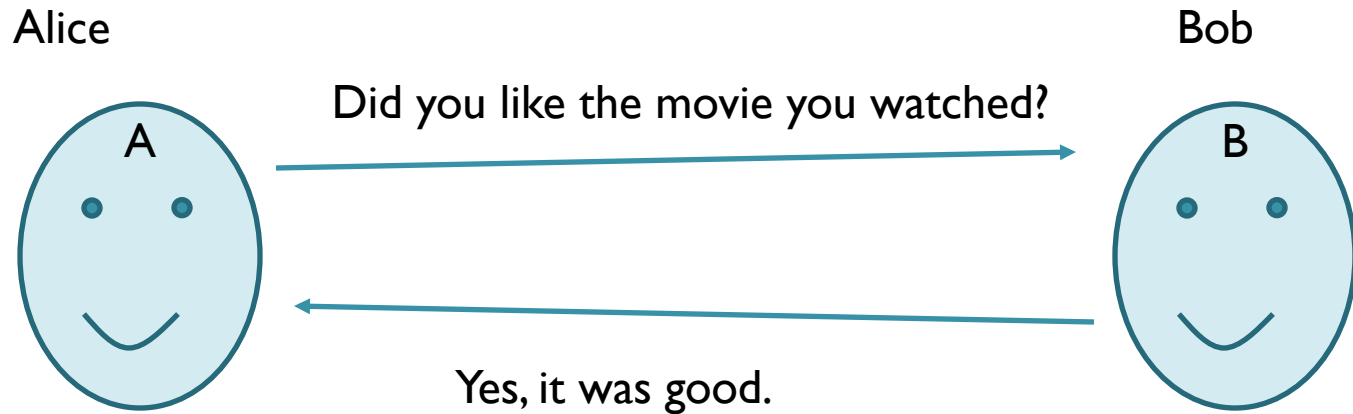 Alice
Bob
Did you like the movie you watched?
A
B
Yes, it was good.